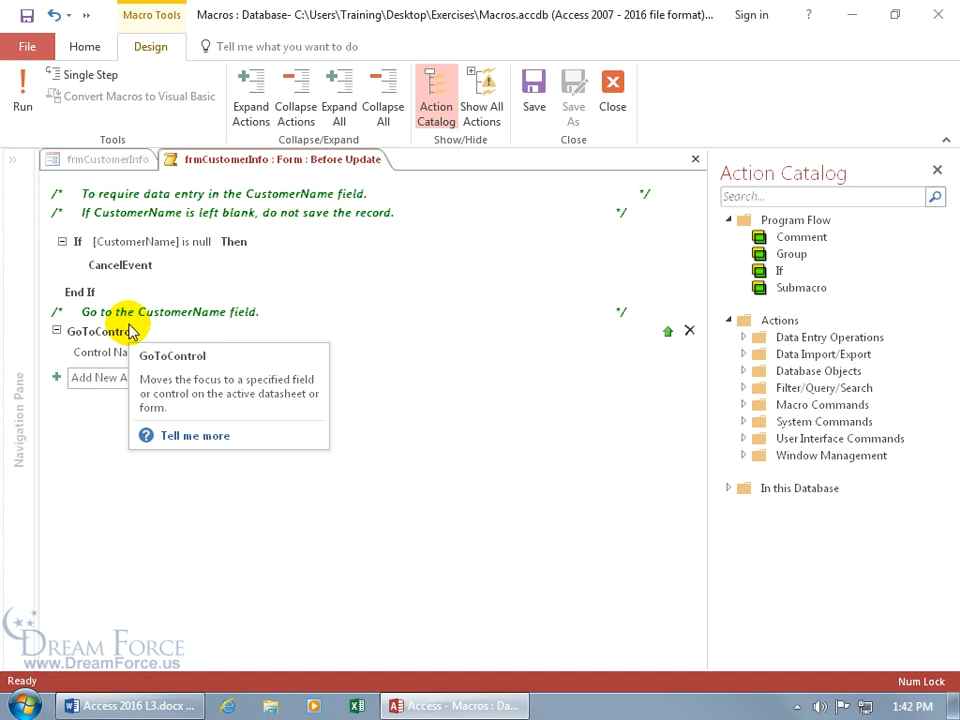 Macro Tools
Macros : Database- C:\Users\Training\Desktop\Exercises\Macros.accdb (Access 2007 - 2016 file format)...
Sign in
?
File
Home
Design
Tell me what you want to do
Run
Single Step
Convert Macros to Visual Basic
Expand Actions
Collapse Actions
Expand All
Collapse All
Action Catalog
Show All Actions
Save
Save As
Close
Tools
Collapse/Expand
Show/Hide
Close
frmCustomerInfo
frmCustomerInfo : Form : Before Update
/* To require data entry in the CustomerName field. */
/* If CustomerName is left blank, do not save the record. */
If [CustomerName] is null Then
CancelEvent
End If
/* Go to the CustomerName field. */
GoToControl
Control Na
Add New A
GoToControl
Moves the focus to a specified field
or control on the active datasheet or
form.
Tell me more
Navigation Pane
Action Catalog
Search...
Program Flow
Comment
Group
If
Submacro
Actions
Data Entry Operations
Data Import/Export
Database Objects
Filter/Query/Search
Macro Commands
System Commands
User Interface Commands
Window Management
In this Database
DREAM FORCE
www.DreamForce.us
Ready
Num Lock
Access 2016 L3.docx ...
Access - Macros : Da...
1:42 PM